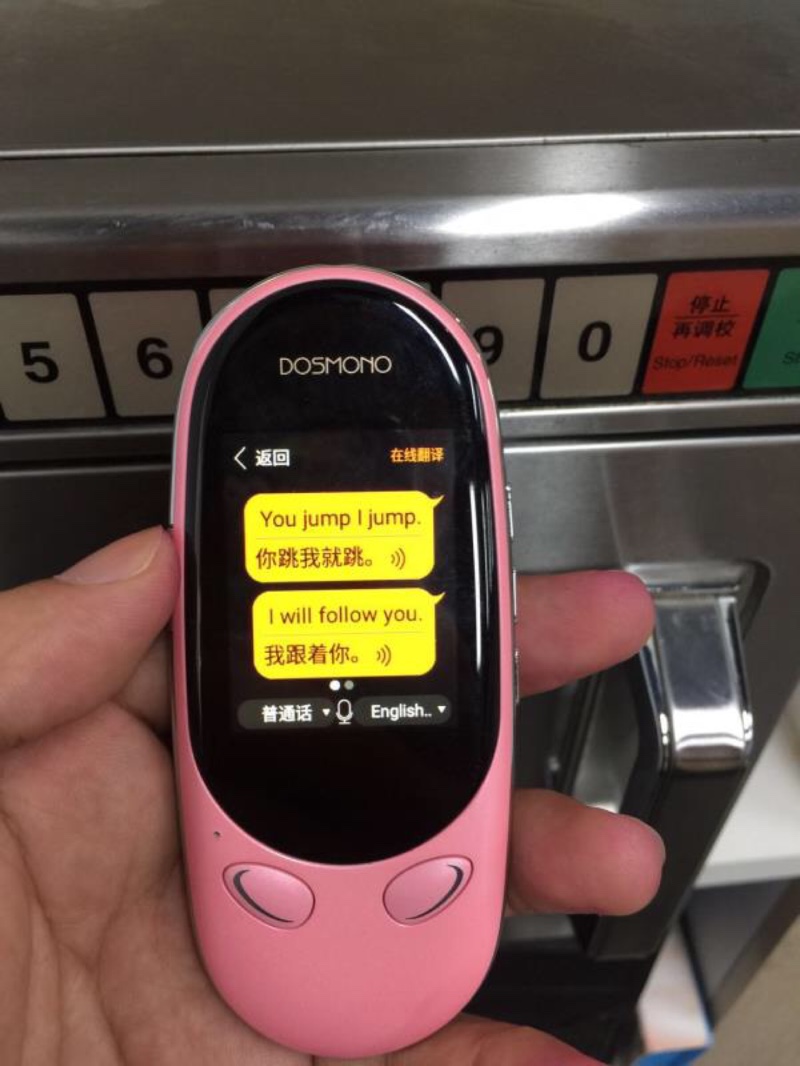 5 6 9 0 停止
再调校
Stop/Reset
DOSMONO
返回 在线翻译
You jump I jump.
你跳我就跳。
I will follow you.
我跟着你。
普通话 English..